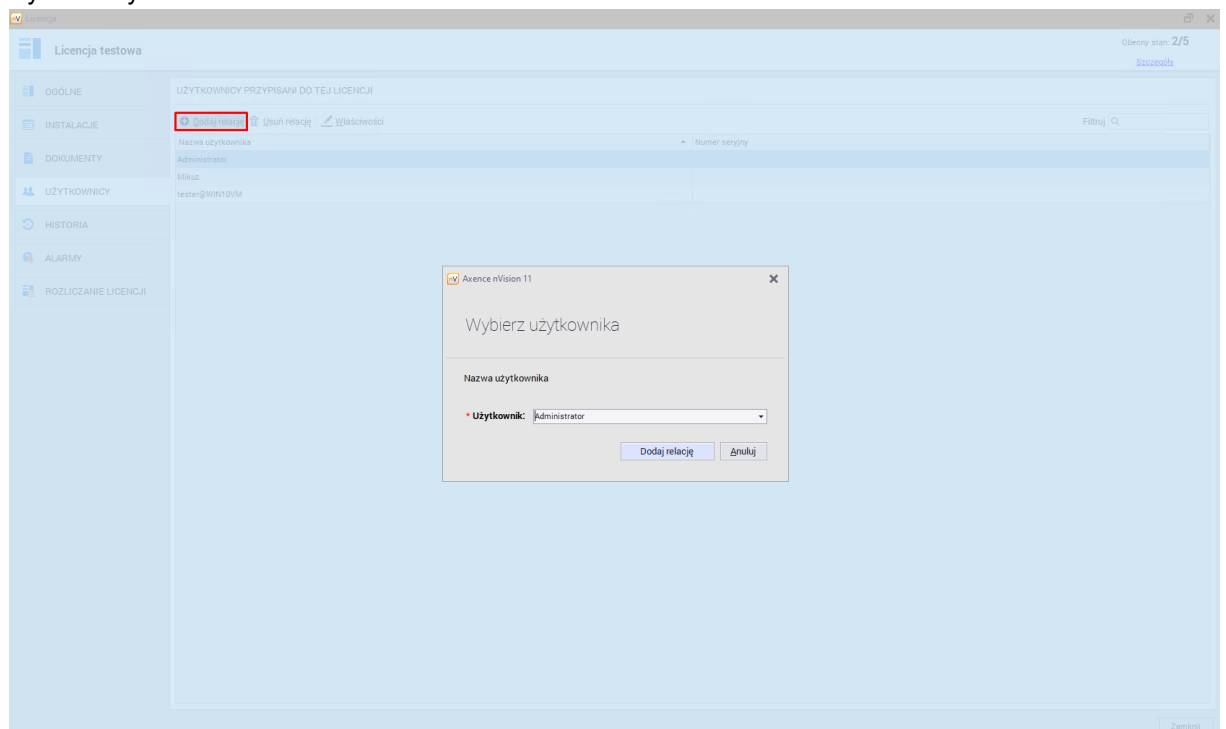 Licencja
Licencja testowa
Obecny stan: 2/5
Szczegóły
OGÓLNE
INSTALACJE
DOKUMENTY
UŻYTKOWNICY
HISTORIA
ALARMY
ROZLICZANIE LICENCJI
UŻYTKOWNICY PRZYPISANI DO TEJ LICENCJI
Dodaj relację Usuń relację Właściwości
Filtruj
Nazwa użytkownika Numer seryjny
Administrator
Mikuz
tester@WIN10VM
nV Axence nVision 11
Wybierz użytkownika
Nazwa użytkownika
* Użytkownik: Administrator
Dodaj relację Anuluj
Zamknij